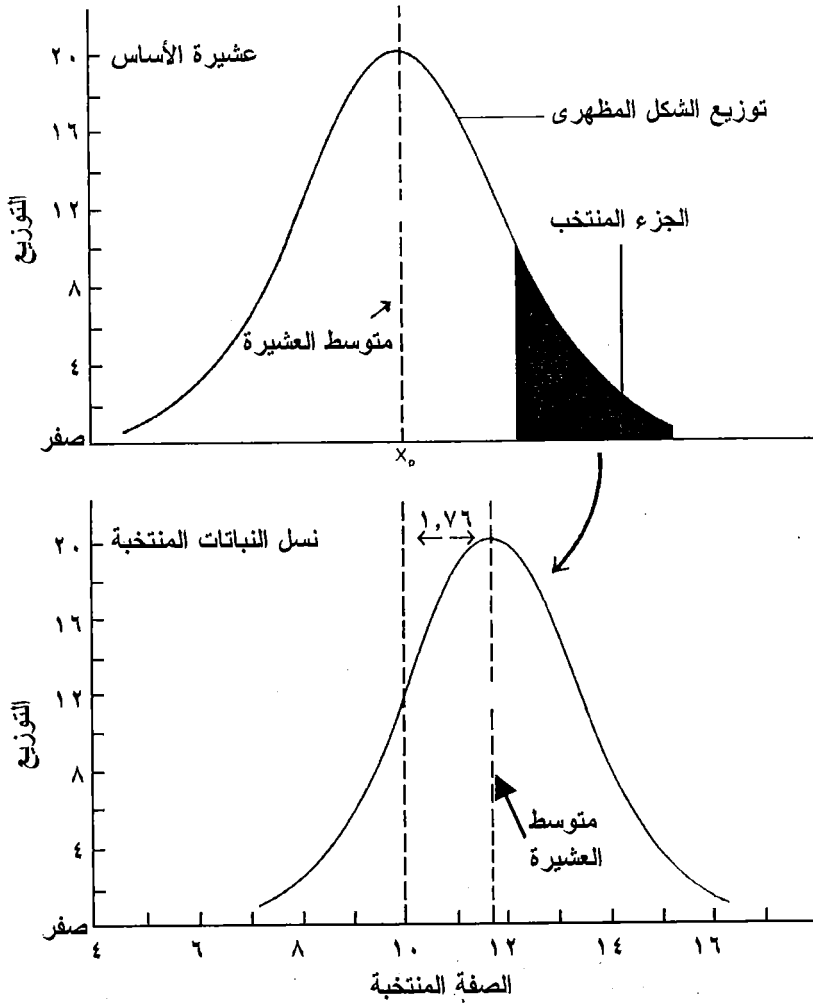 عشيرة الأساس
توزيع الشكل المظهرى
الجزء المنتخب
متوسط العشيرة
التوزيع
٢٠
١٦
١٢
٨
٤
صفر
Xₚ
نسل النباتات المنتخبة
١,٧٦
متوسط
العشيرة
التوزيع
٢٠
١٦
١٢
٨
٤
صفر
٤ ٦ ٨ ١٠ ١٢ ١٤ ١٦
الصفة المنتخبة